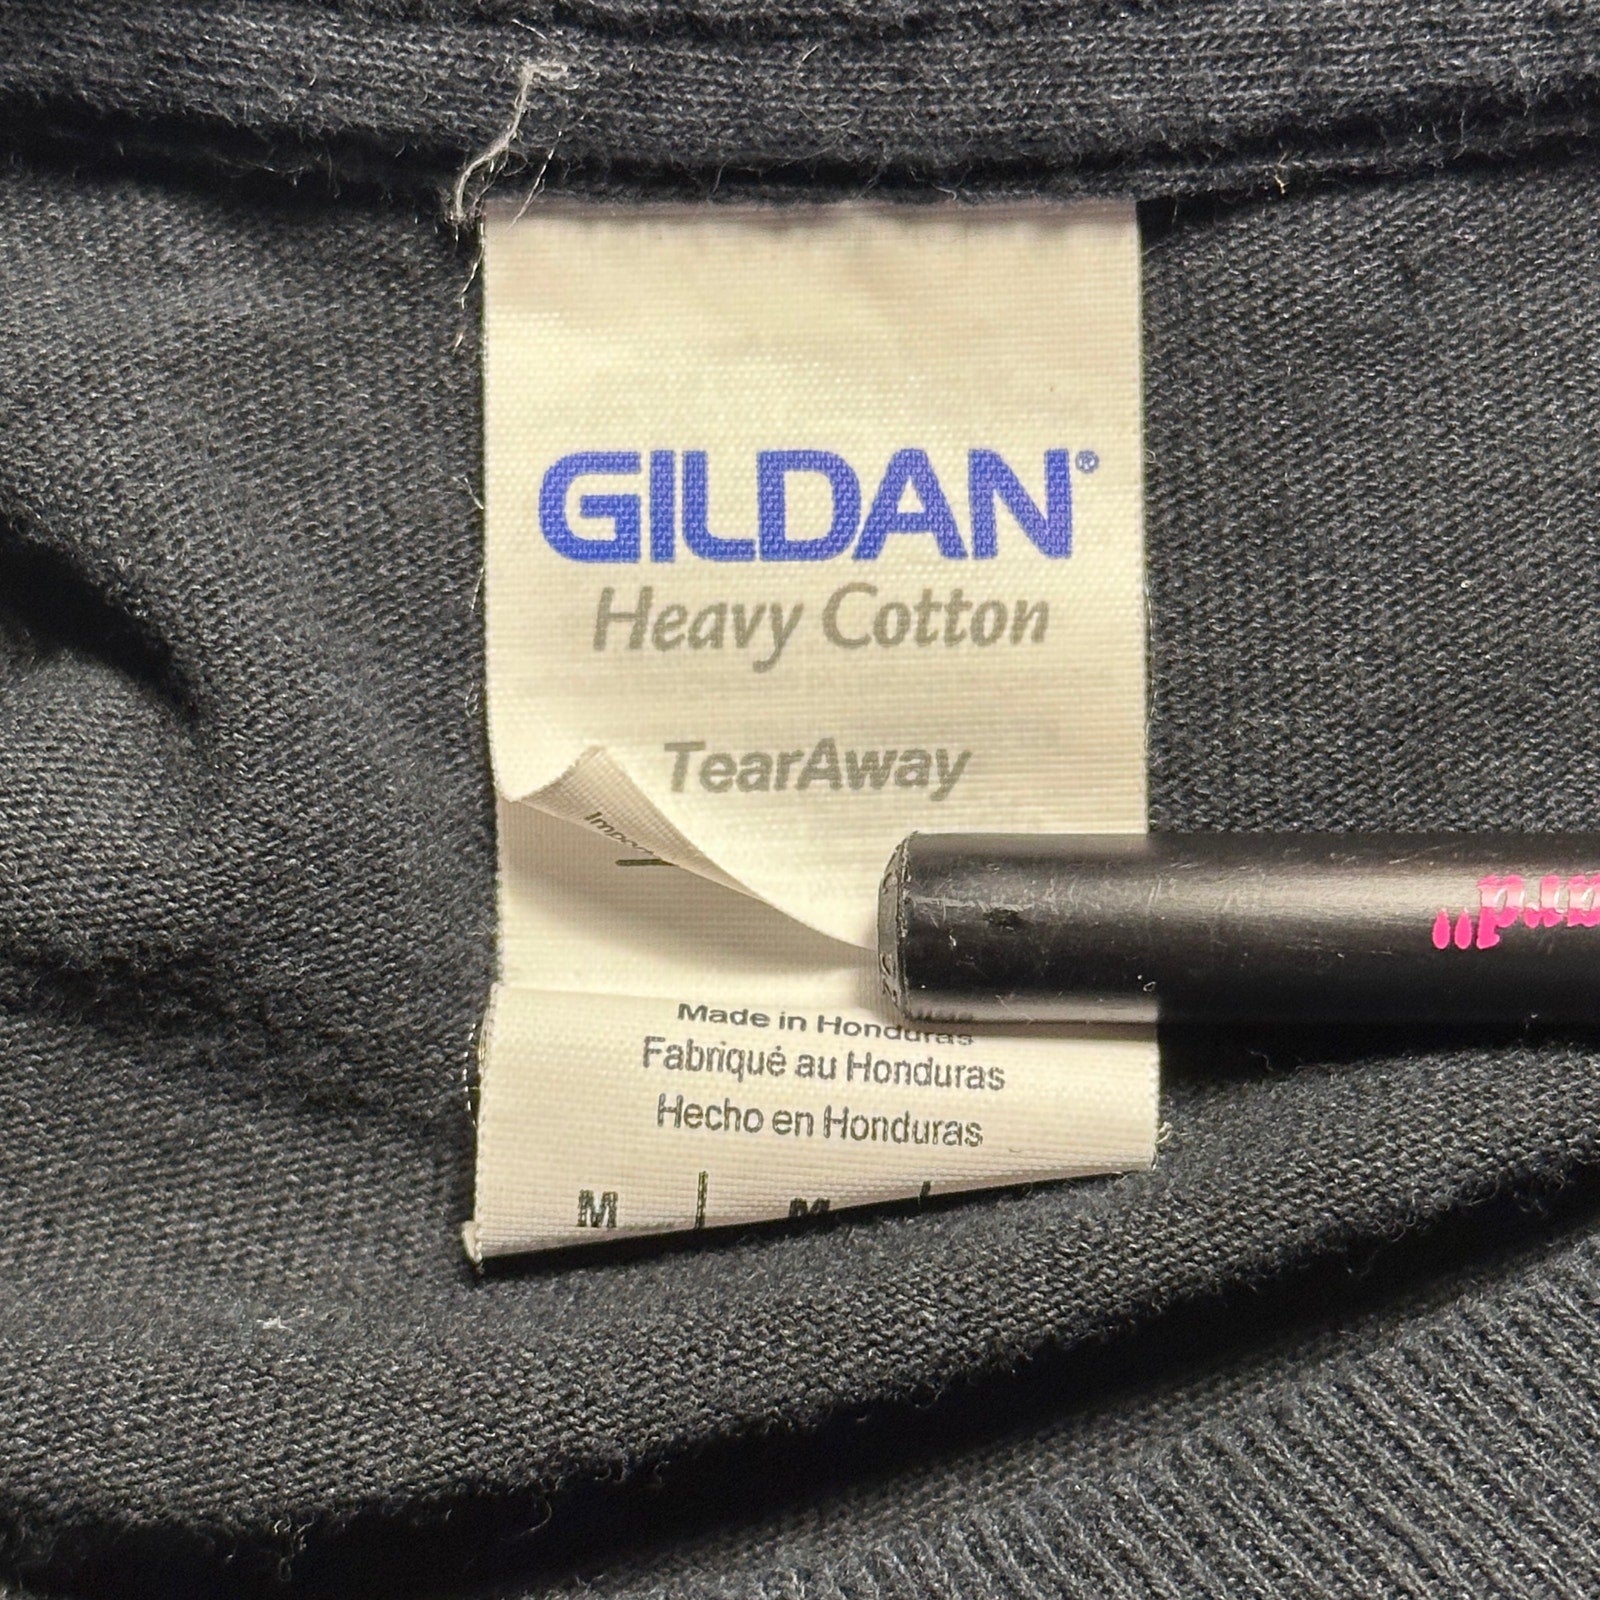 GILDAN®
Heavy Cotton
TearAway
Made in Honduras
Fabriqué au Honduras
Hecho en Honduras
M M